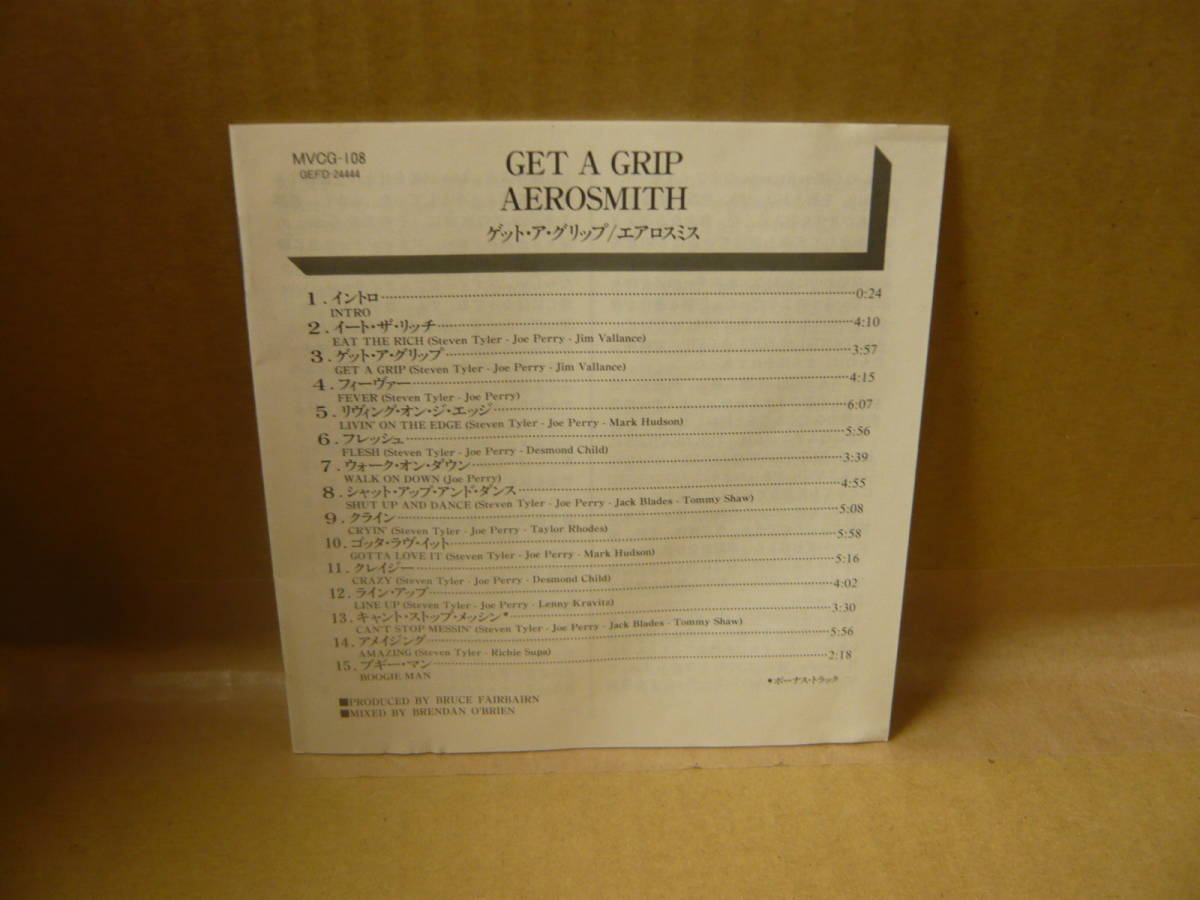 MVCG-108
GEFD-24444
GET A GRIP
AEROSMITH
ゲット・ア・グリップ/エアロスミス
1.イントロ 0:24
INTRO
2.イート・ザ・リッチ 4:10
EAT THE RICH (Steven Tyler - Joe Perry - Jim Vallance)
3.ゲット・ア・グリップ 3:57
GET A GRIP (Steven Tyler - Joe Perry - Jim Vallance)
4.フィーヴァー 4:15
FEVER (Steven Tyler - Joe Perry)
5.リヴィング・オン・ジ・エッジ 6:07
LIVIN' ON THE EDGE (Steven Tyler - Joe Perry - Mark Hudson)
6.フレッシュ 5:56
FLESH (Steven Tyler - Joe Perry - Desmond Child)
7.ウォーク・オン・ダウン 3:39
WALK ON DOWN (Joe Perry)
8.シャット・アップ・アンド・ダンス 4:55
SHUT UP AND DANCE (Steven Tyler - Joe Perry - Jack Blades - Tommy Shaw)
9.クライン 5:08
CRYIN' (Steven Tyler - Joe Perry - Taylor Rhodes)
10.ゴッタ・ラヴ・イット 5:58
GOTTA LOVE IT (Steven Tyler - Joe Perry - Mark Hudson)
11.クレイジー 5:16
CRAZY (Steven Tyler - Joe Perry - Desmond Child)
12.ライン・アップ 4:02
LINE UP (Steven Tyler - Joe Perry - Lenny Kravitz)
13.キャント・ストップ・メッシン* 3:30
CAN'T STOP MESSIN' (Steven Tyler - Joe Perry - Jack Blades - Tommy Shaw)
14.アメイジング 5:56
AMAZING (Steven Tyler - Richie Supa)
15.ブギー・マン 2:18
BOOGIE MAN
*ボーナス・トラック
■PRODUCED BY BRUCE FAIRBAIRN
■MIXED BY BRENDAN O'BRIEN